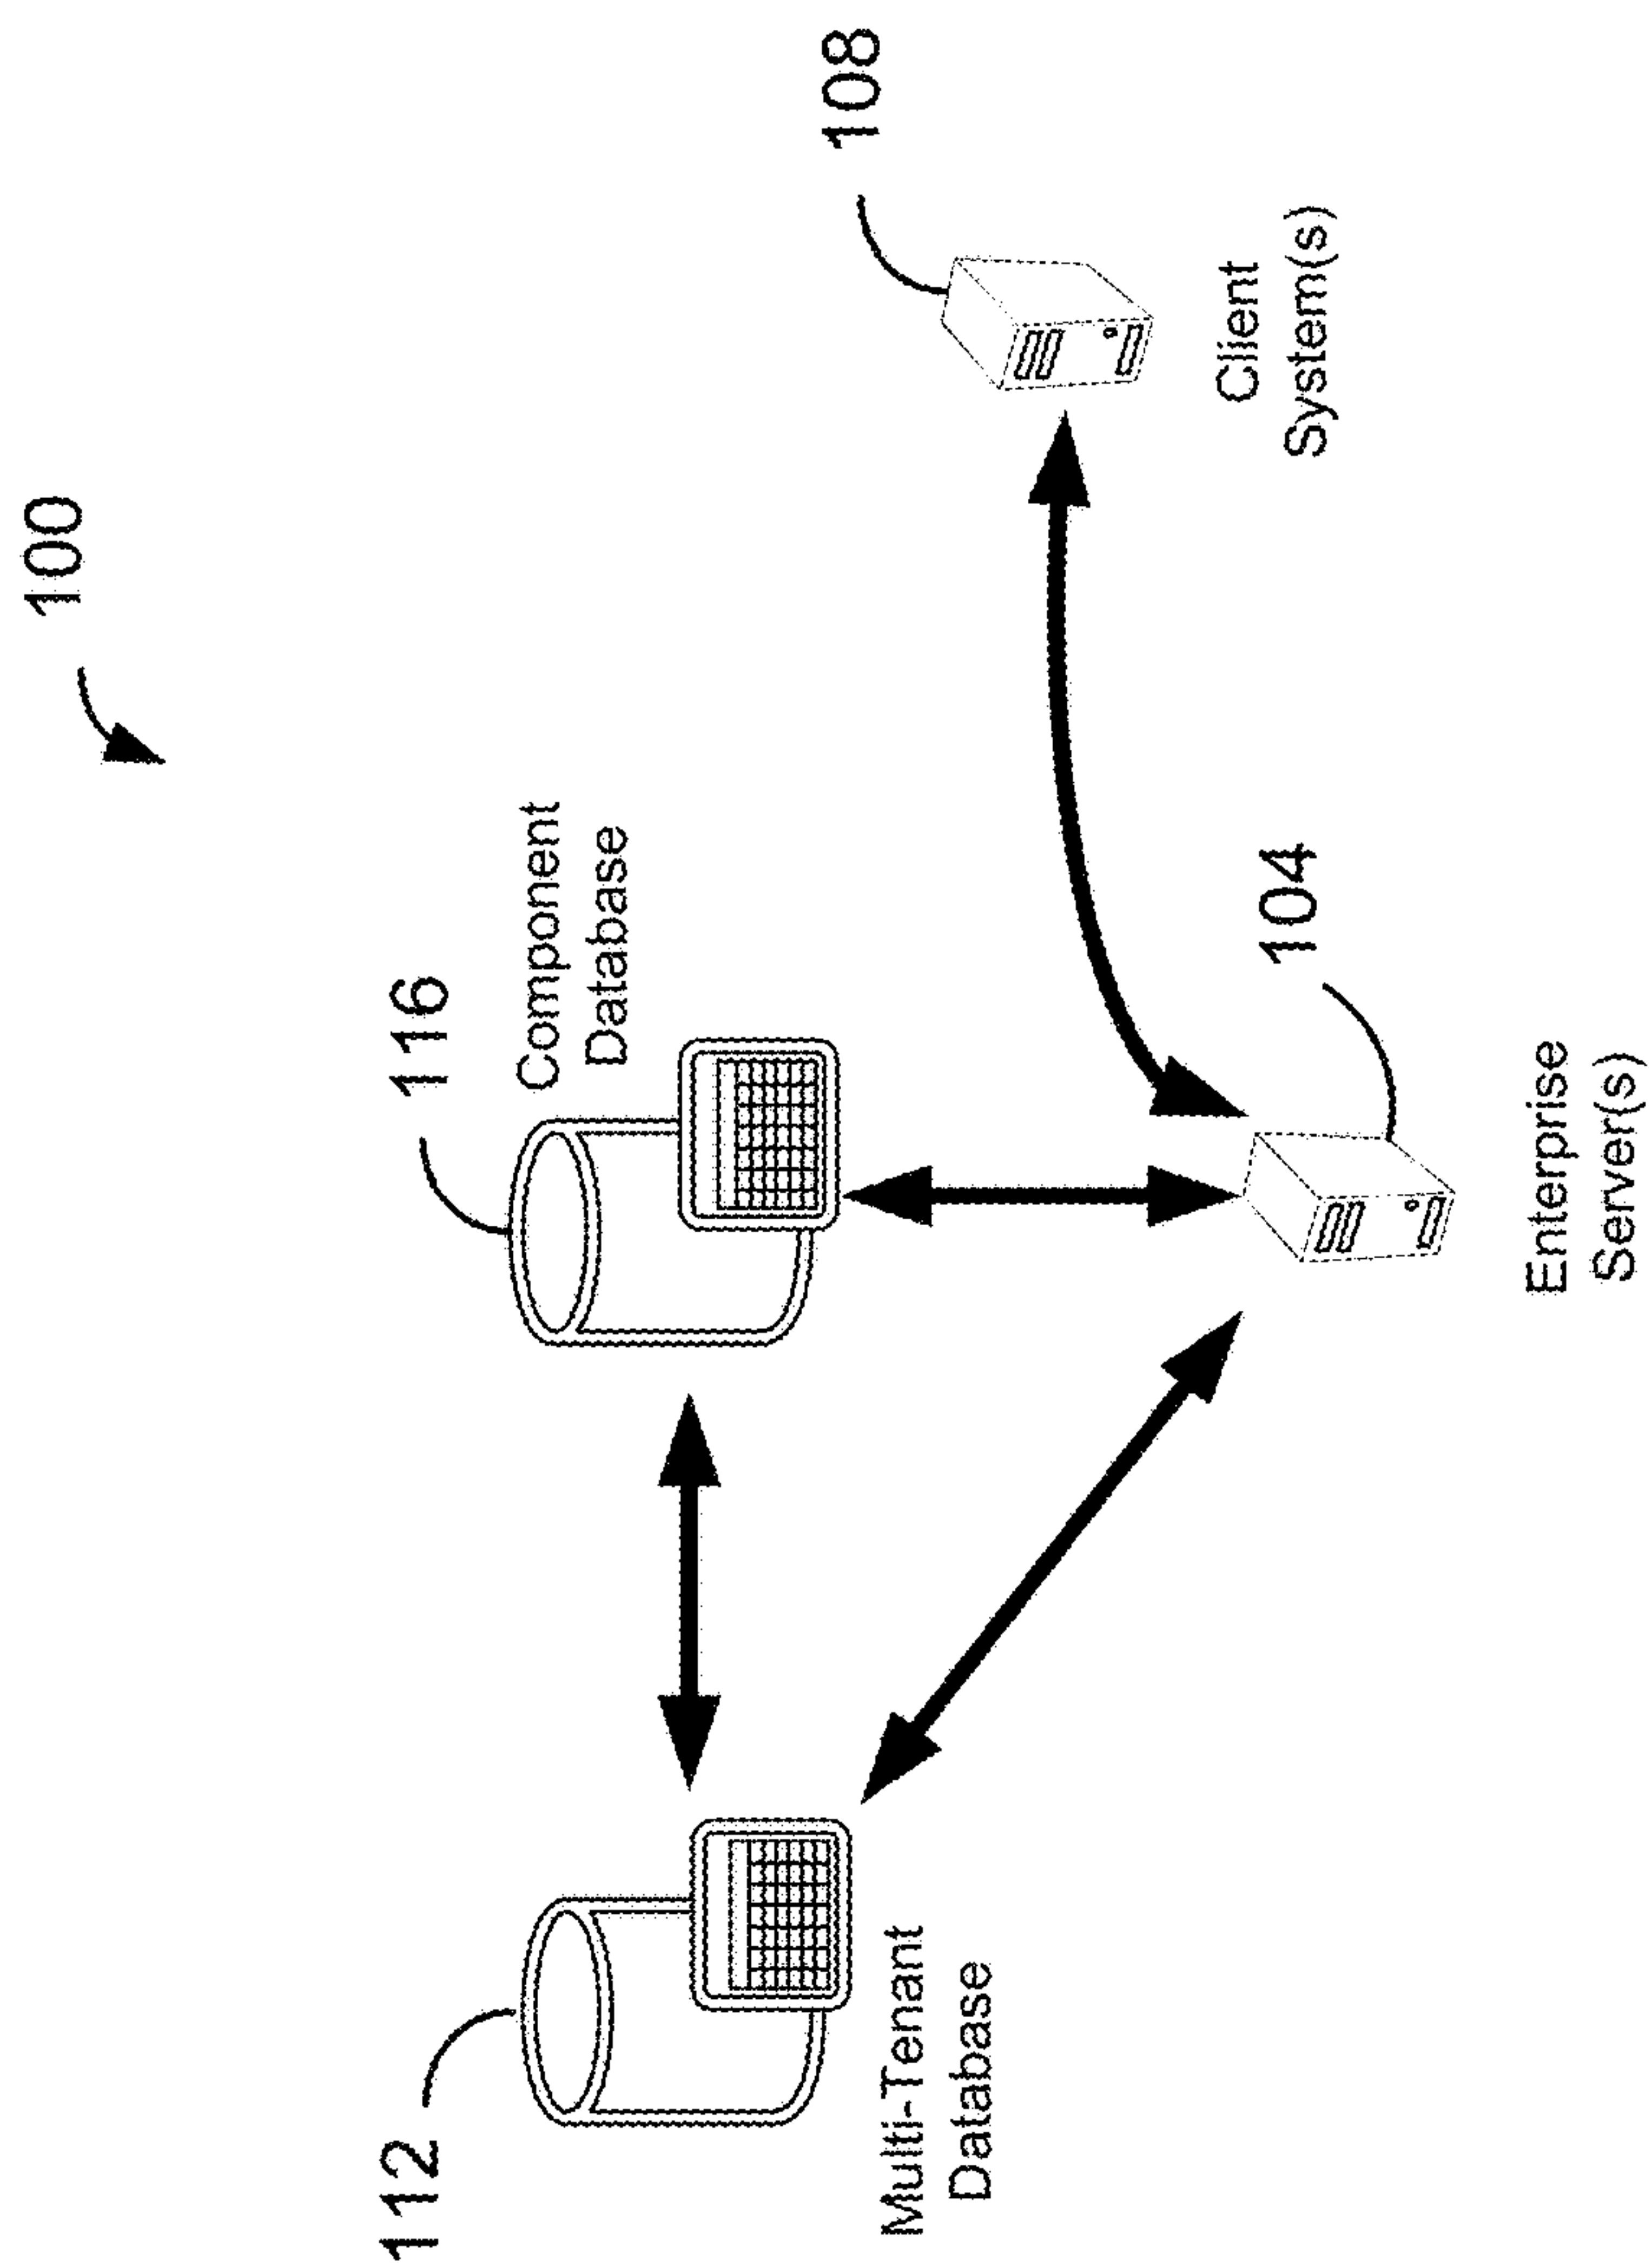 100
112
116
Component
Database
Multi-Tenant
Database
108
Client
System(s)
104
Enterprise
Server(s)